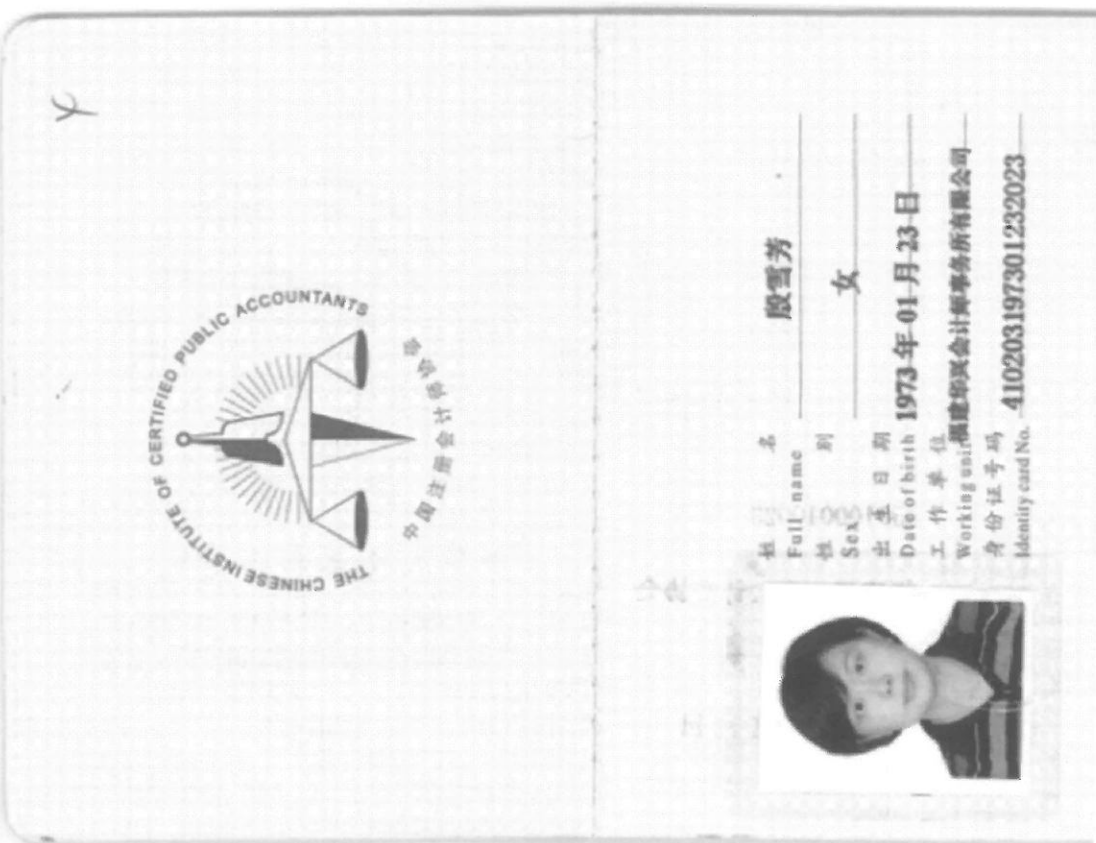 THE CHINESE INSTITUTE OF CERTIFIED PUBLIC ACCOUNTANTS
中国注册会计师协会
姓名 殷雪芳
Full name
性别 女
Sex
出生日期
Date of birth 1973年01月23日
工作单位 福建华兴会计师事务所有限公司
Working unit
身份证号码
Identity card No. 410203197301232023